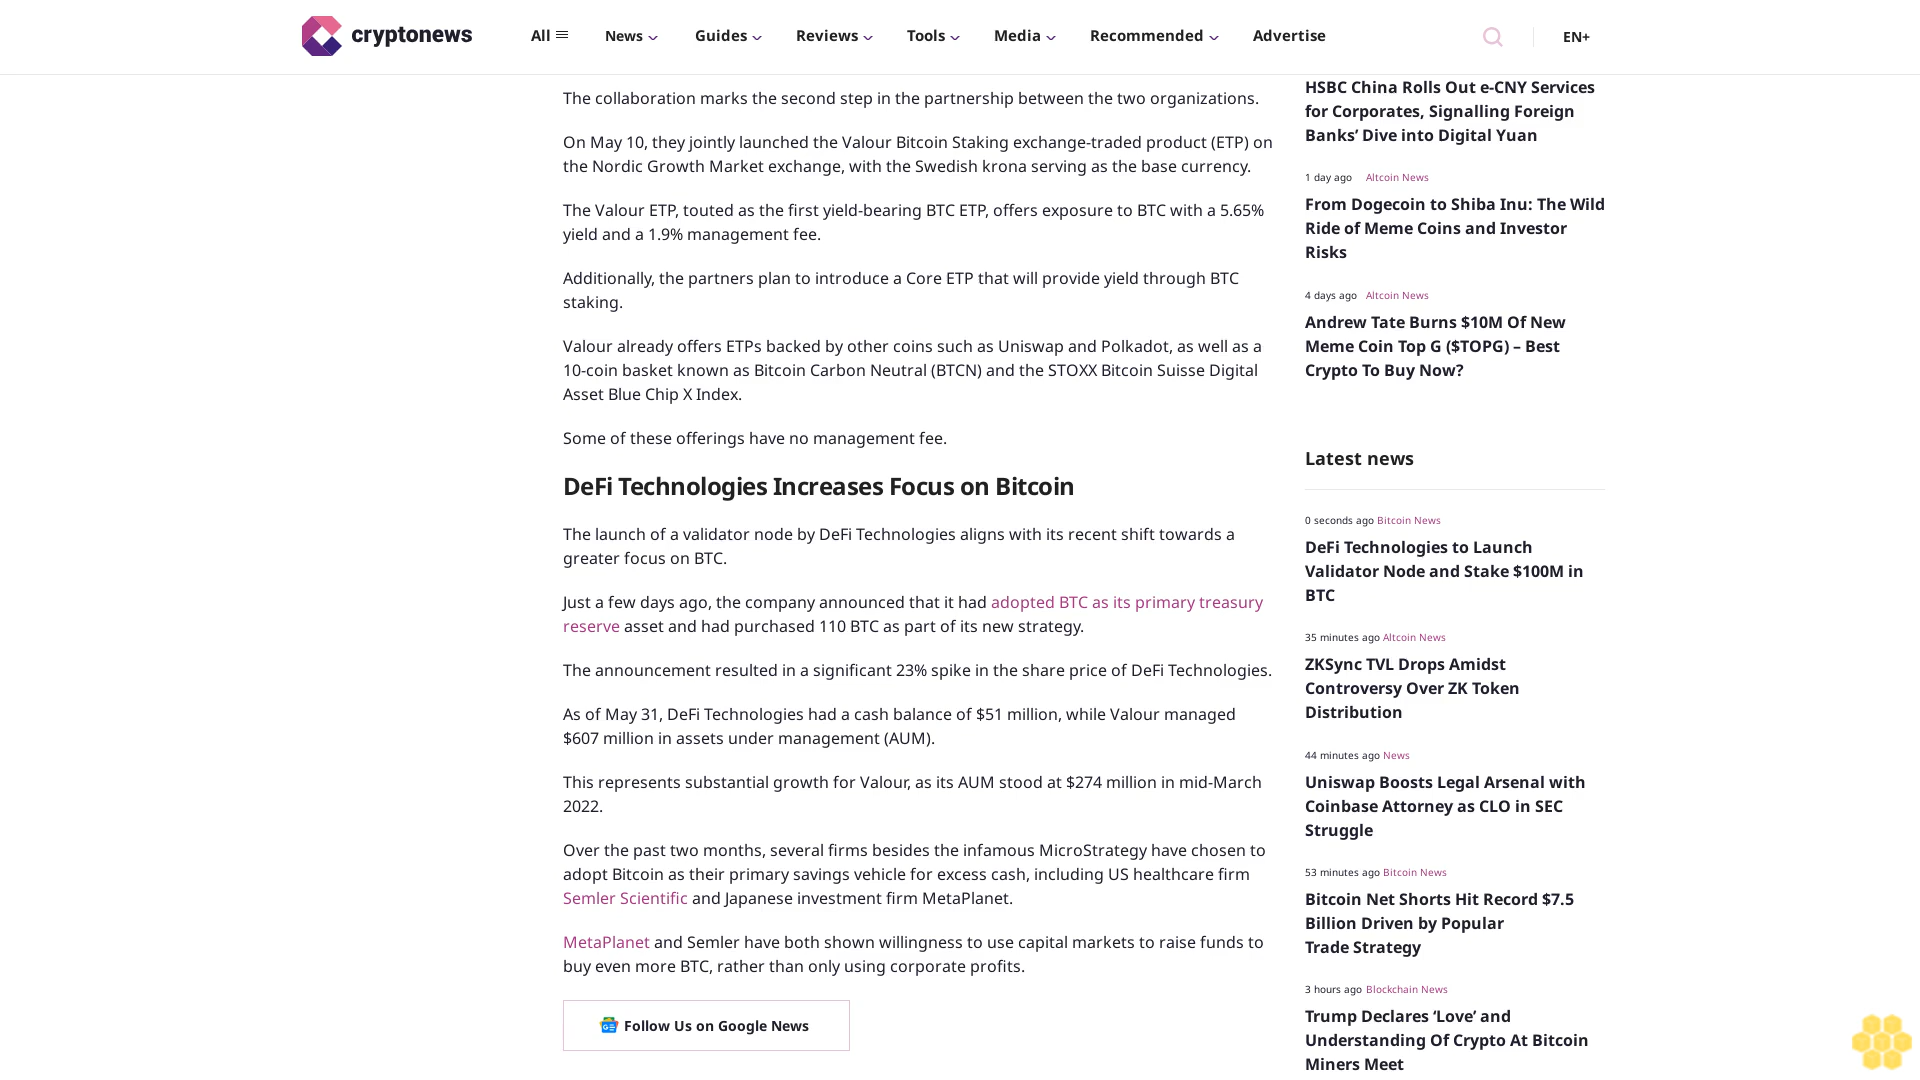 cryptonews
All
News
Guides
Reviews
Tools
Media
Recommended
Advertise
EN+
The collaboration marks the second step in the partnership between the two organizations.
On May 10, they jointly launched the Valour Bitcoin Staking exchange-traded product (ETP) on
the Nordic Growth Market exchange, with the Swedish krona serving as the base currency.
The Valour ETP, touted as the first yield-bearing BTC ETP, offers exposure to BTC with a 5.65%
yield and a 1.9% management fee.
Additionally, the partners plan to introduce a Core ETP that will provide yield through BTC
staking.
Valour already offers ETPs backed by other coins such as Uniswap and Polkadot, as well as a
10-coin basket known as Bitcoin Carbon Neutral (BTCN) and the STOXX Bitcoin Suisse Digital
Asset Blue Chip X Index.
Some of these offerings have no management fee.
DeFi Technologies Increases Focus on Bitcoin
The launch of a validator node by DeFi Technologies aligns with its recent shift towards a
greater focus on BTC.
Just a few days ago, the company announced that it had adopted BTC as its primary treasury
reserve asset and had purchased 110 BTC as part of its new strategy.
The announcement resulted in a significant 23% spike in the share price of DeFi Technologies.
As of May 31, DeFi Technologies had a cash balance of $51 million, while Valour managed
$607 million in assets under management (AUM).
This represents substantial growth for Valour, as its AUM stood at $274 million in mid-March
2022.
Over the past two months, several firms besides the infamous MicroStrategy have chosen to
adopt Bitcoin as their primary savings vehicle for excess cash, including US healthcare firm
Semler Scientific and Japanese investment firm MetaPlanet.
MetaPlanet and Semler have both shown willingness to use capital markets to raise funds to
buy even more BTC, rather than only using corporate profits.
Follow Us on Google News
HSBC China Rolls Out e-CNY Services
for Corporates, Signalling Foreign
Banks’ Dive into Digital Yuan
1 day ago Altcoin News
From Dogecoin to Shiba Inu: The Wild
Ride of Meme Coins and Investor
Risks
4 days ago Altcoin News
Andrew Tate Burns $10M Of New
Meme Coin Top G ($TOPG) – Best
Crypto To Buy Now?
Latest news
0 seconds ago Bitcoin News
DeFi Technologies to Launch
Validator Node and Stake $100M in
BTC
35 minutes ago Altcoin News
ZKSync TVL Drops Amidst
Controversy Over ZK Token
Distribution
44 minutes ago News
Uniswap Boosts Legal Arsenal with
Coinbase Attorney as CLO in SEC
Struggle
53 minutes ago Bitcoin News
Bitcoin Net Shorts Hit Record $7.5
Billion Driven by Popular
Trade Strategy
3 hours ago Blockchain News
Trump Declares ‘Love’ and
Understanding Of Crypto At Bitcoin
Miners Meet